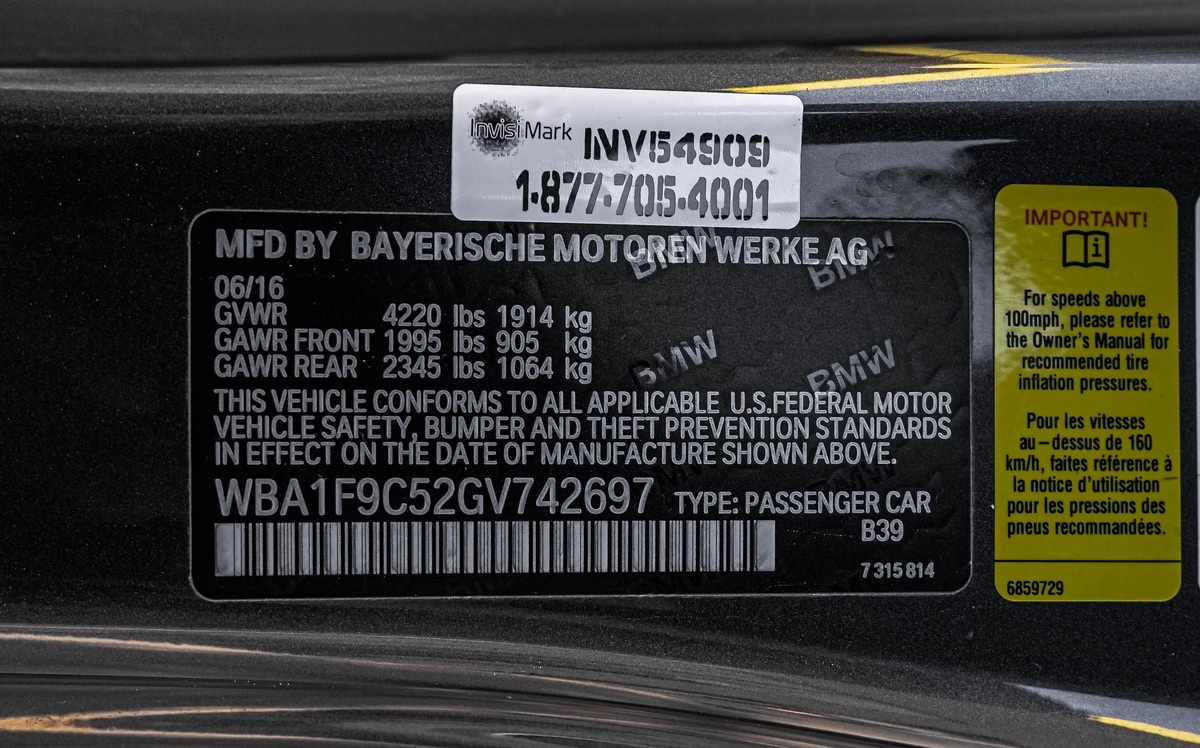 InvisiMark INV54909
1-877-705-4001
MFD BY BAYERISCHE MOTOREN WERKE AG
06/16
GVWR 4220 lbs 1914 kg
GAWR FRONT 1995 lbs 905 kg
GAWR REAR 2345 lbs 1064 kg
THIS VEHICLE CONFORMS TO ALL APPLICABLE U.S.FEDERAL MOTOR
VEHICLE SAFETY, BUMPER AND THEFT PREVENTION STANDARDS
IN EFFECT ON THE DATE OF MANUFACTURE SHOWN ABOVE.
WBA1F9C52GV742697 TYPE: PASSENGER CAR
B39
7 315 814
BMW BMW
BMW BMW
IMPORTANT!
For speeds above
100mph, please refer to
the Owner's Manual for
recommended tire
inflation pressures.
Pour les vitesses
au-dessus de 160
km/h, faites référence à
la notice d'utilisation
pour les pressions des
pneus recommandées.
6859729